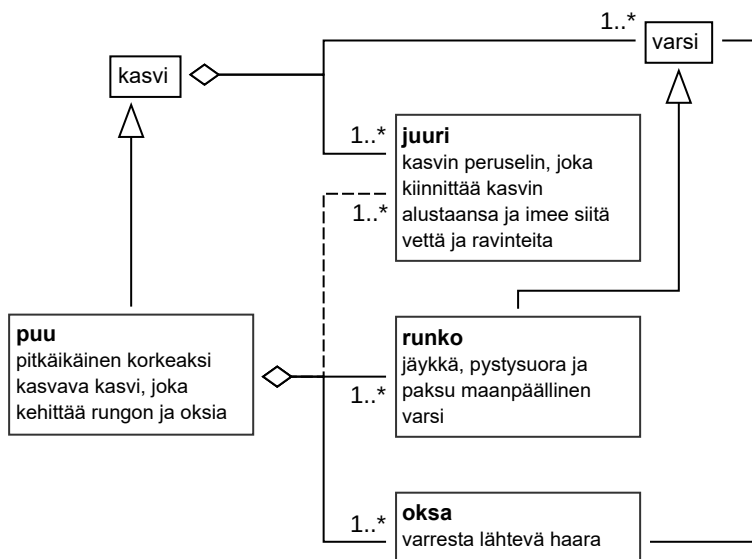 1..*
varsi
kasvi
1..*
juuri
kasvin peruselin, joka
kiinnittää kasvin
alustaansa ja imee siitä
vettä ja ravinteita
1..*
puu
pitkäikäinen korkeaksi
kasvava kasvi, joka
kehittää rungon ja oksia
runko
jäykkä, pystysuora ja
paksu maanpäällinen
varsi
1..*
oksa
varresta lähtevä haara
1..*